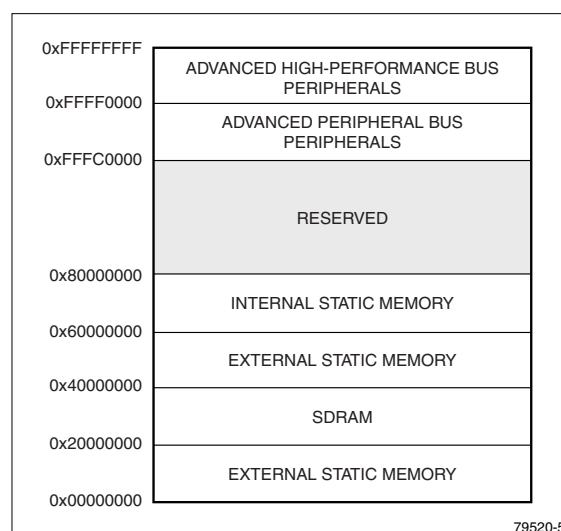 0xFFFFFFFF
ADVANCED HIGH-PERFORMANCE BUS
PERIPHERALS
0xFFFF0000
ADVANCED PERIPHERAL BUS
PERIPHERALS
0xFFFC0000
RESERVED
0x80000000
INTERNAL STATIC MEMORY
0x60000000
EXTERNAL STATIC MEMORY
0x40000000
SDRAM
0x20000000
EXTERNAL STATIC MEMORY
0x00000000